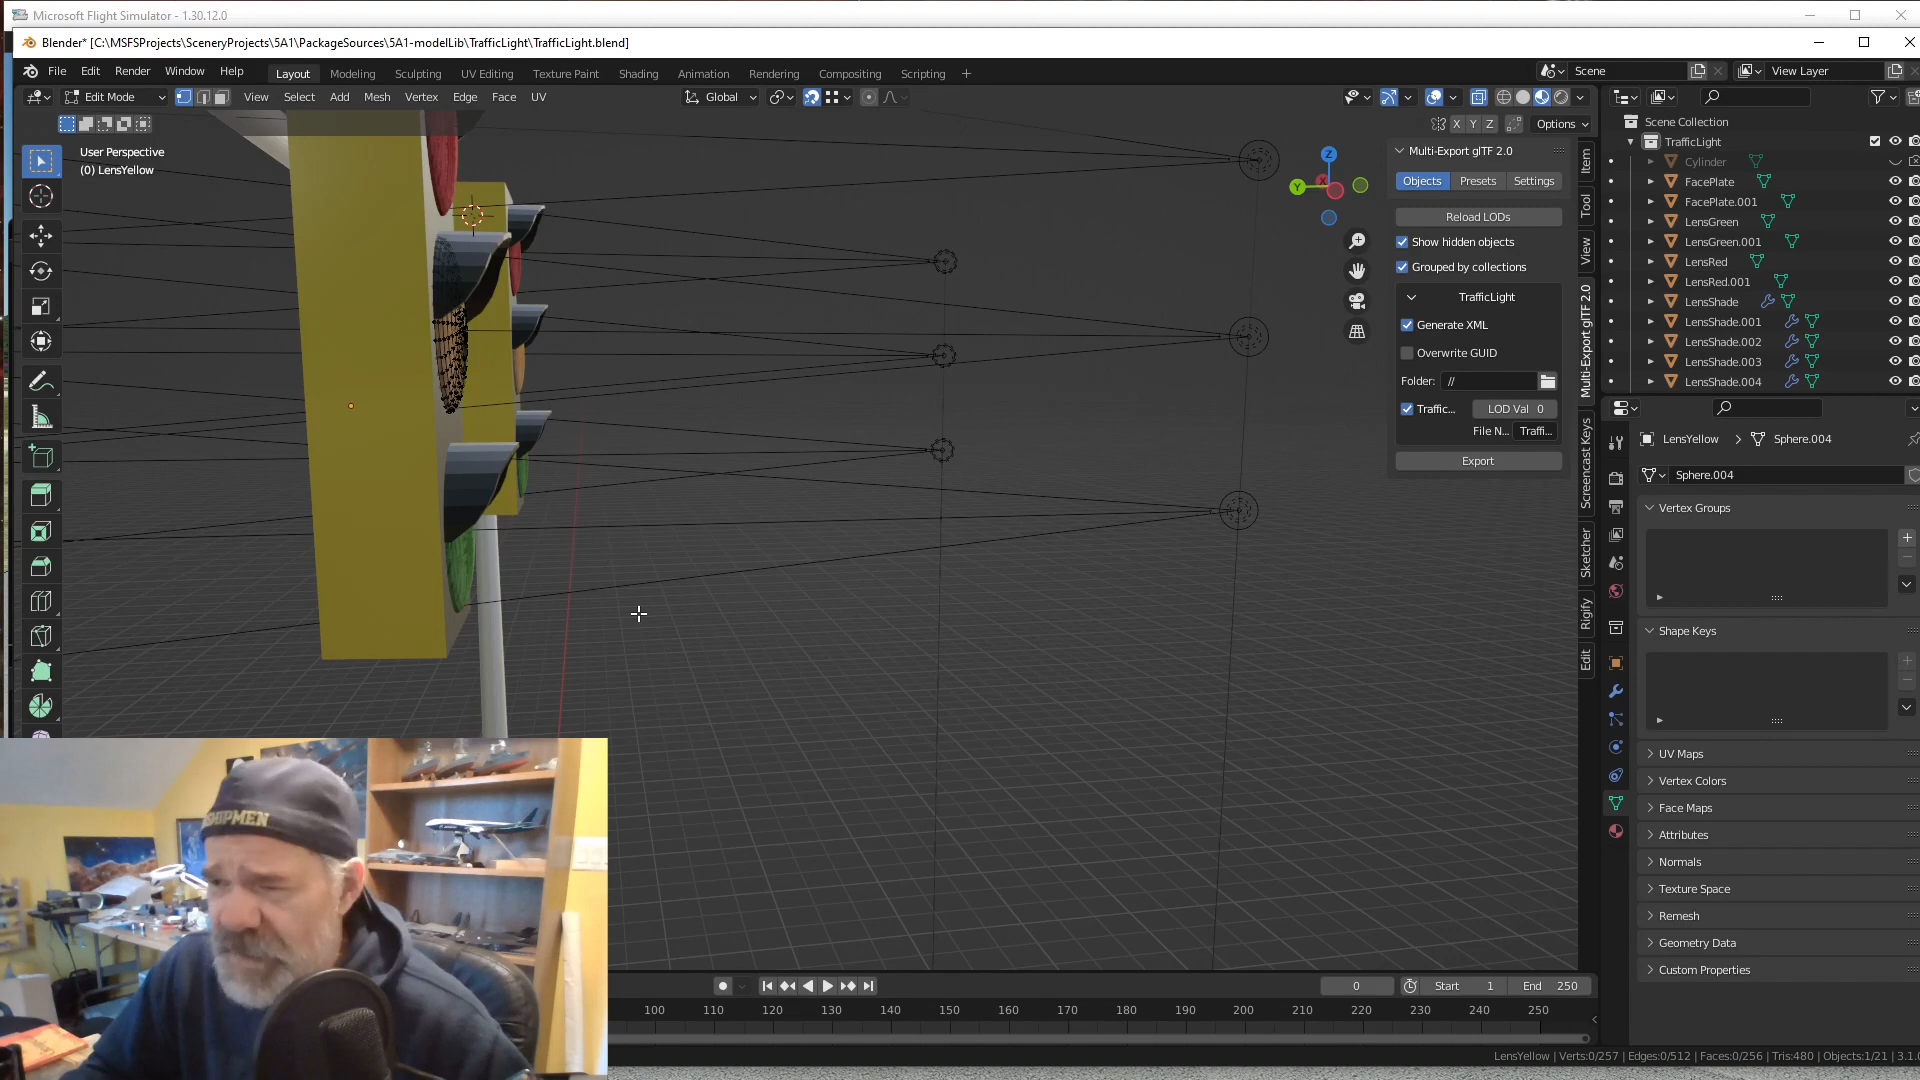 Microsoft Flight Simulator - 1.30.12.0
Blender* [C:\MSFSProjects\SceneryProjects\5A1\PackageSources\5A1-modelLib\TrafficLight\TrafficLight.blend]
File Edit Render Window Help Layout Modeling Sculpting UV Editing Texture Paint Shading Animation Rendering Compositing Scripting + Scene View Layer
Edit Mode View Select Add Mesh Vertex Edge Face UV Global
X Y Z Options
User Perspective
(0) LensYellow
Z
Y
X
Multi-Export glTF 2.0
Objects Presets Settings
Reload LODs
Show hidden objects
Grouped by collections
TrafficLight
Generate XML
Overwrite GUID
Folder: //
Traffic... LOD Val 0
File N... Traffi...
Export
Item
Tool
View
Multi-Export glTF 2.0
Screencast Keys
Sketcher
Rigify
Edit
Scene Collection
TrafficLight
Cylinder
FacePlate
FacePlate.001
LensGreen
LensGreen.001
LensRed
LensRed.001
LensShade
LensShade.001
LensShade.002
LensShade.003
LensShade.004
LensYellow > Sphere.004
Sphere.004
Vertex Groups
Shape Keys
UV Maps
Vertex Colors
Face Maps
Attributes
Normals
Texture Space
Remesh
Geometry Data
Custom Properties
0 Start 1 End 250
100 110 120 130 140 150 160 170 180 190 200 210 220 230 240 250
LensYellow | Verts:0/257 | Edges:0/512 | Faces:0/256 | Tris:480 | Objects:1/21 | 3.1.0